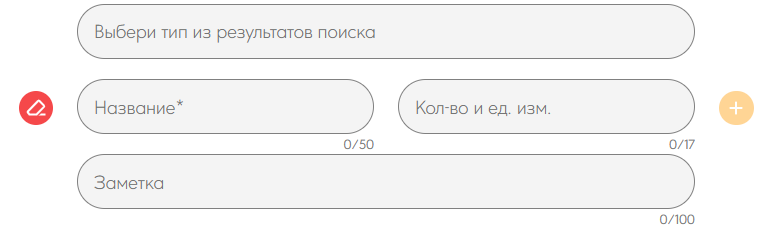 Выбери тип из результатов поиска
Название* Кол-во и ед. изм.
0/50 0/17
Заметка
0/100